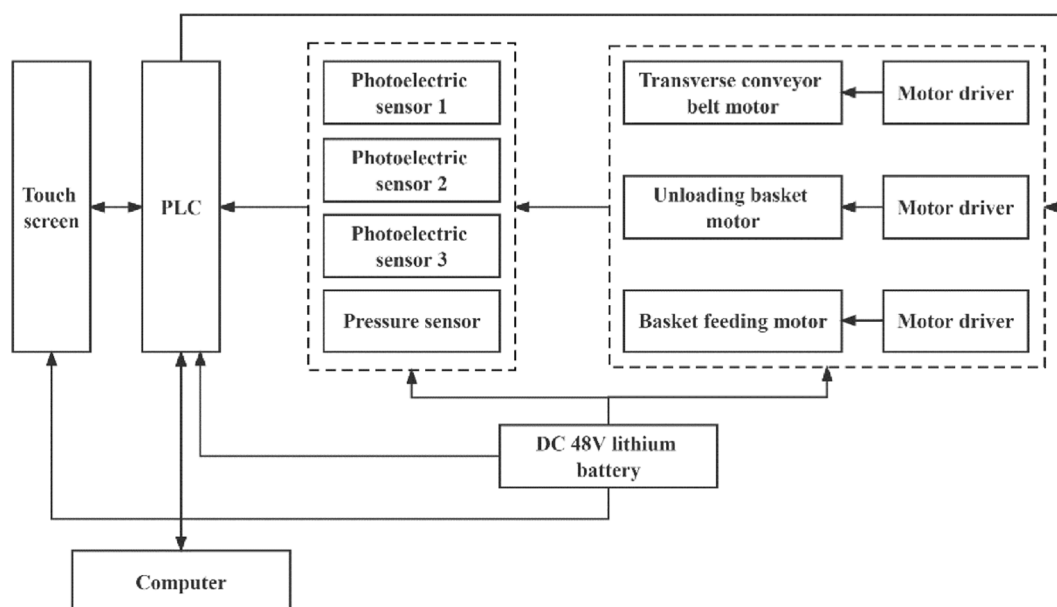 Touch
screen
PLC
Photoelectric
sensor 1
Photoelectric
sensor 2
Photoelectric
sensor 3
Pressure sensor
Transverse conveyor
belt motor
Motor driver
Unloading basket
motor
Motor driver
Basket feeding motor
Motor driver
DC 48V lithium
battery
Computer